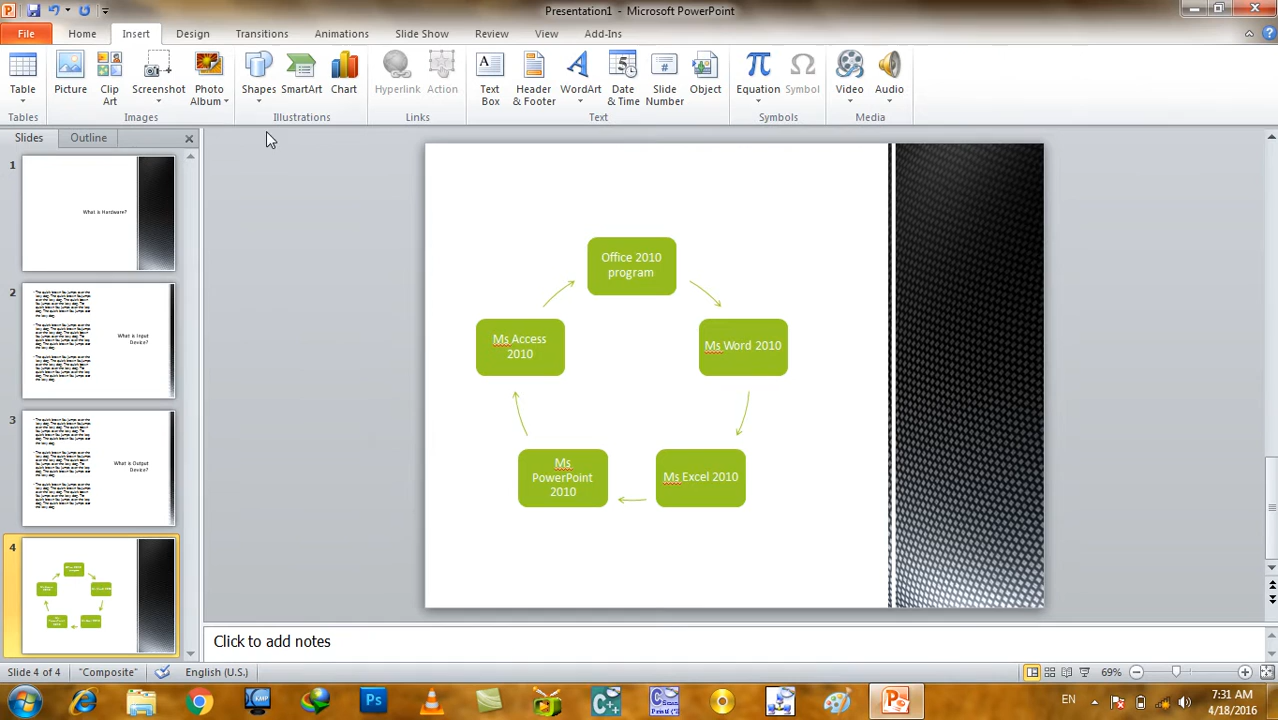 Presentation1 - Microsoft PowerPoint
File Home Insert Design Transitions Animations Slide Show Review View Add-Ins
Table Picture Clip Art Screenshot Photo Album Shapes SmartArt Chart Hyperlink Action Text Box Header & Footer WordArt Date & Time Slide Number Object Equation Symbol Video Audio
Tables Images Illustrations Links Text Symbols Media
Slides Outline
1
What is Hardware?
2
What is Input
Device?
3
What is Output
Device?
4
Office 2010
program
Ms Access
2010
Ms Word 2010
Ms
PowerPoint
2010
Ms Excel 2010
Click to add notes
Slide 4 of 4 "Composite" English (U.S.) 69%
EN 7:31 AM
4/18/2016